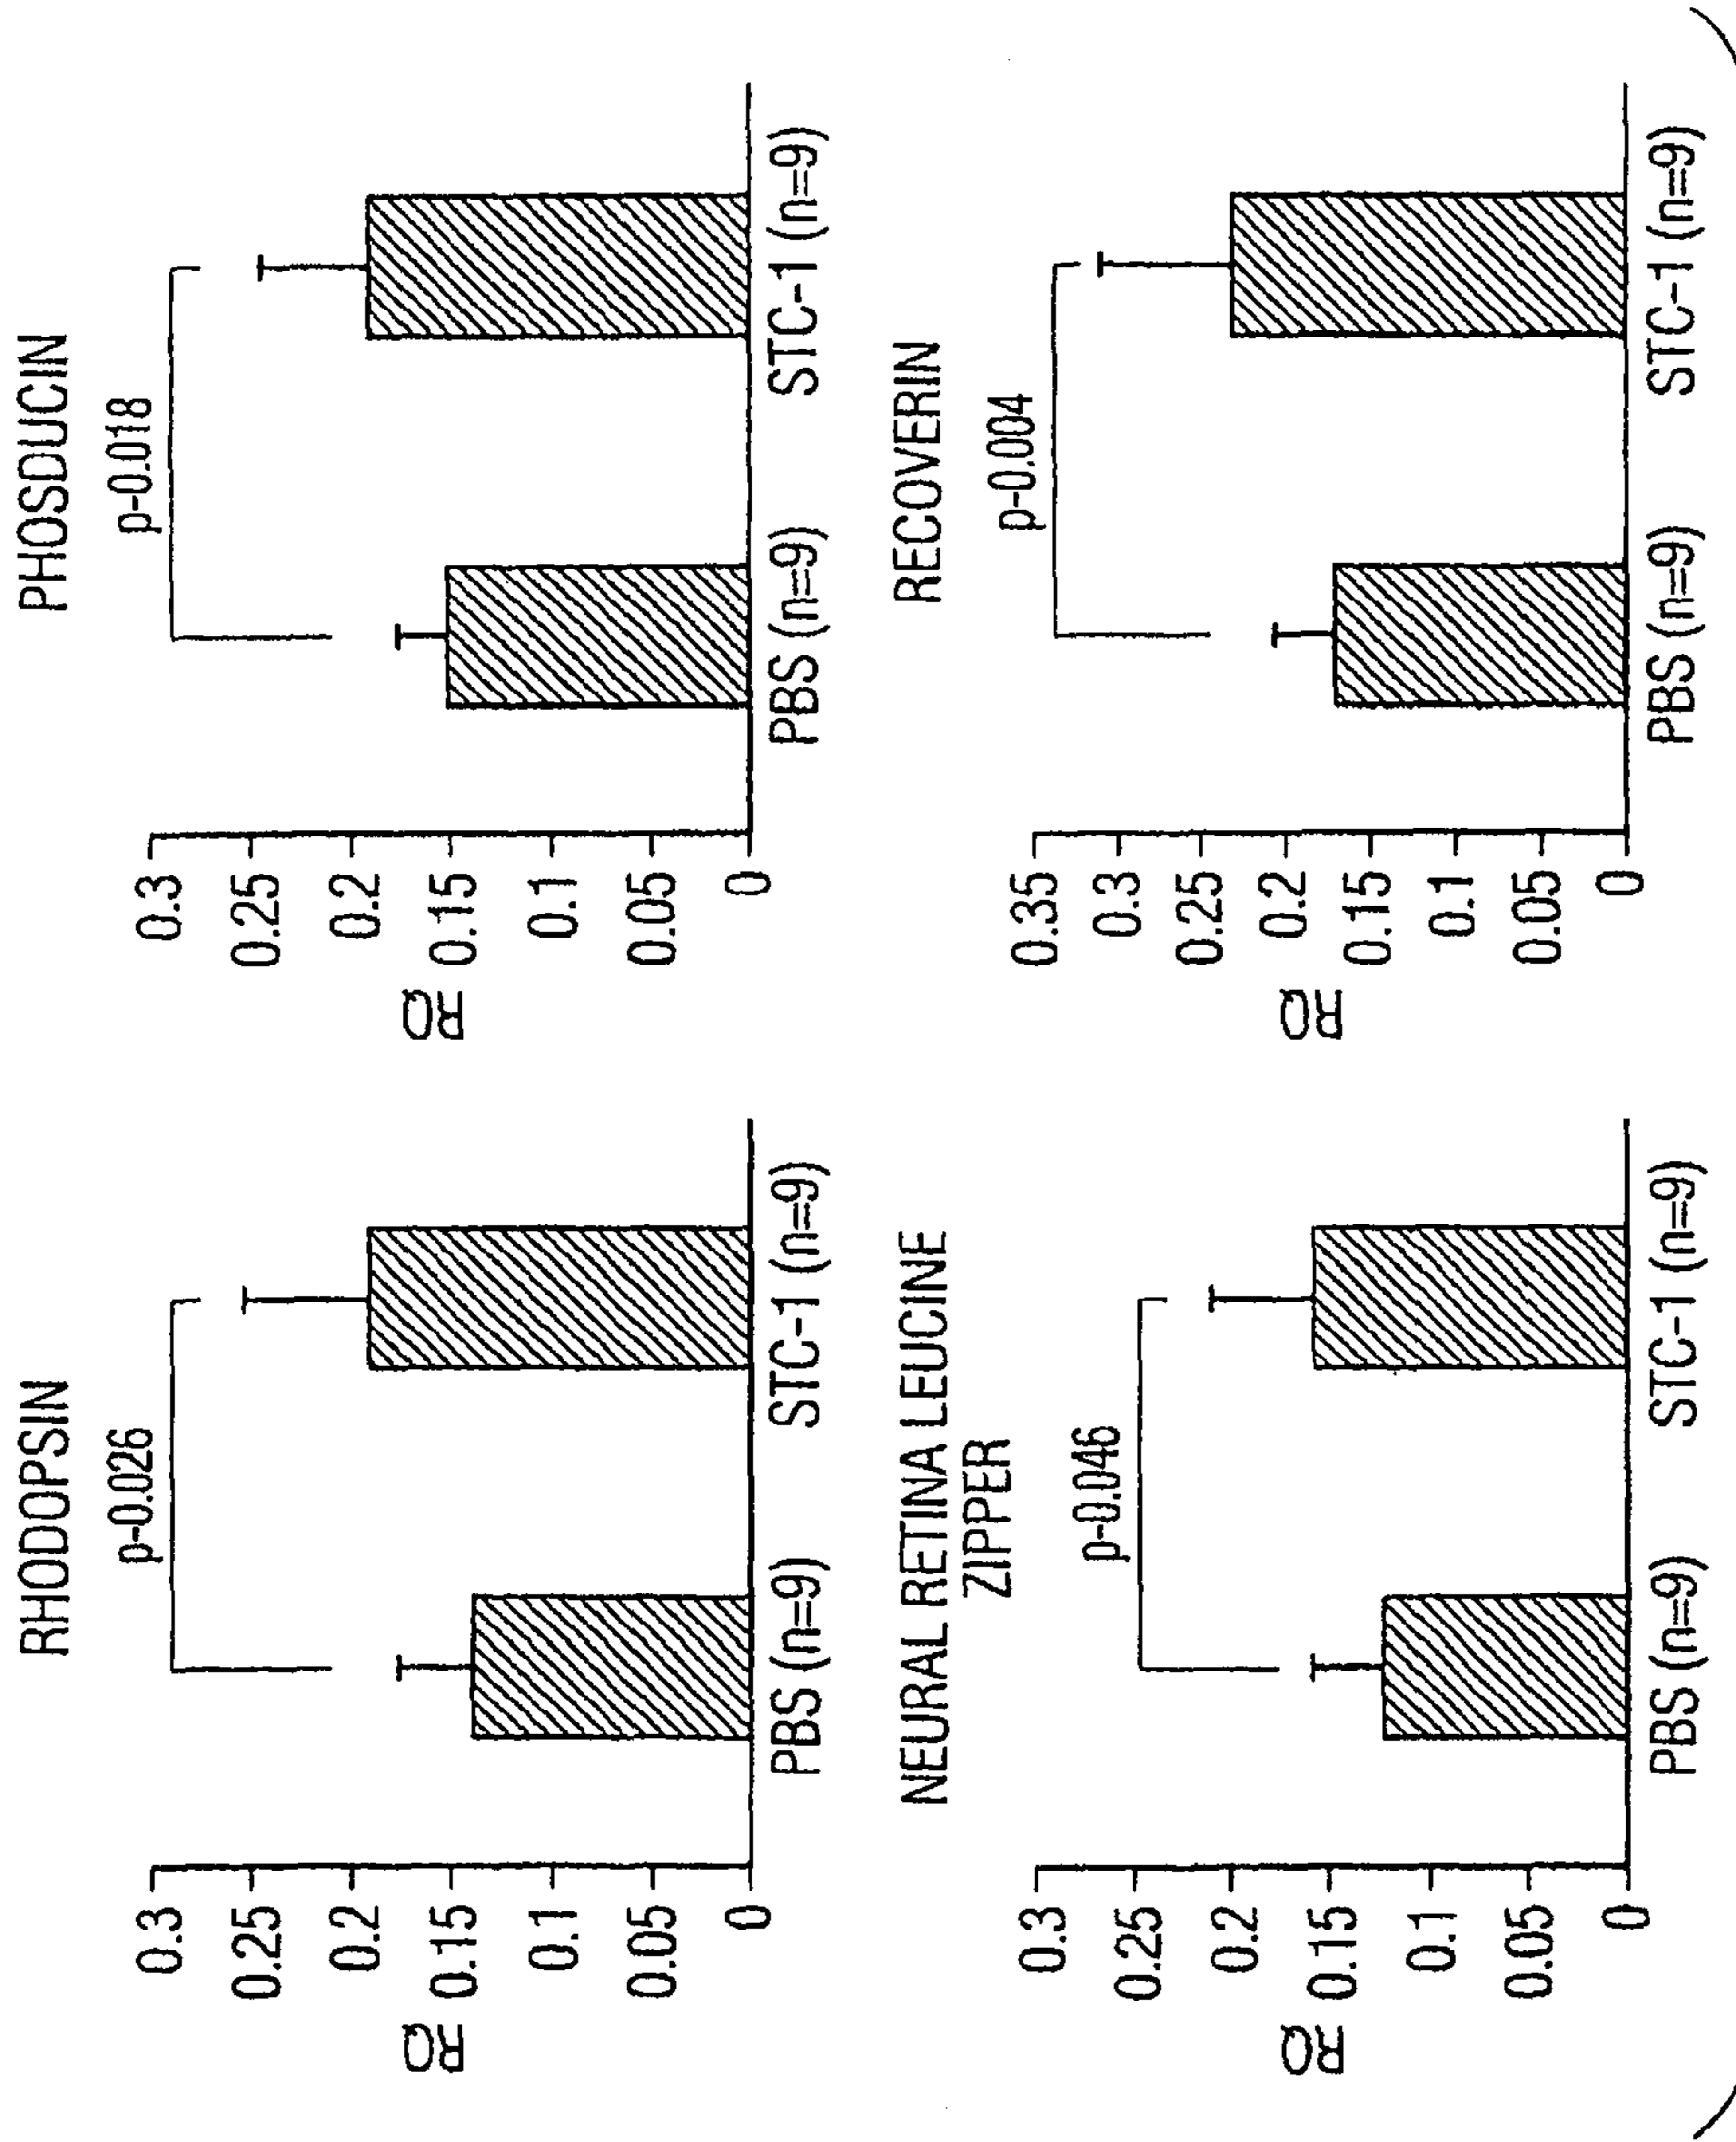 RHODOPSIN
p-0.026
0.3
0.25
0.2
0.15
0.1
0.05
0
RQ
PBS (n=9) STC-1 (n=9)
PHOSDUCIN
p-0.018
0.3
0.25
0.2
0.15
0.1
0.05
0
RQ
PBS (n=9) STC-1 (n=9)
NEURAL RETINA LEUCINE
ZIPPER
p-0.046
0.3
0.25
0.2
0.15
0.1
0.05
0
RQ
PBS (n=9) STC-1 (n=9)
RECOVERIN
p-0.004
0.35
0.3
0.25
0.2
0.15
0.1
0.05
0
RQ
PBS (n=9) STC-1 (n=9)